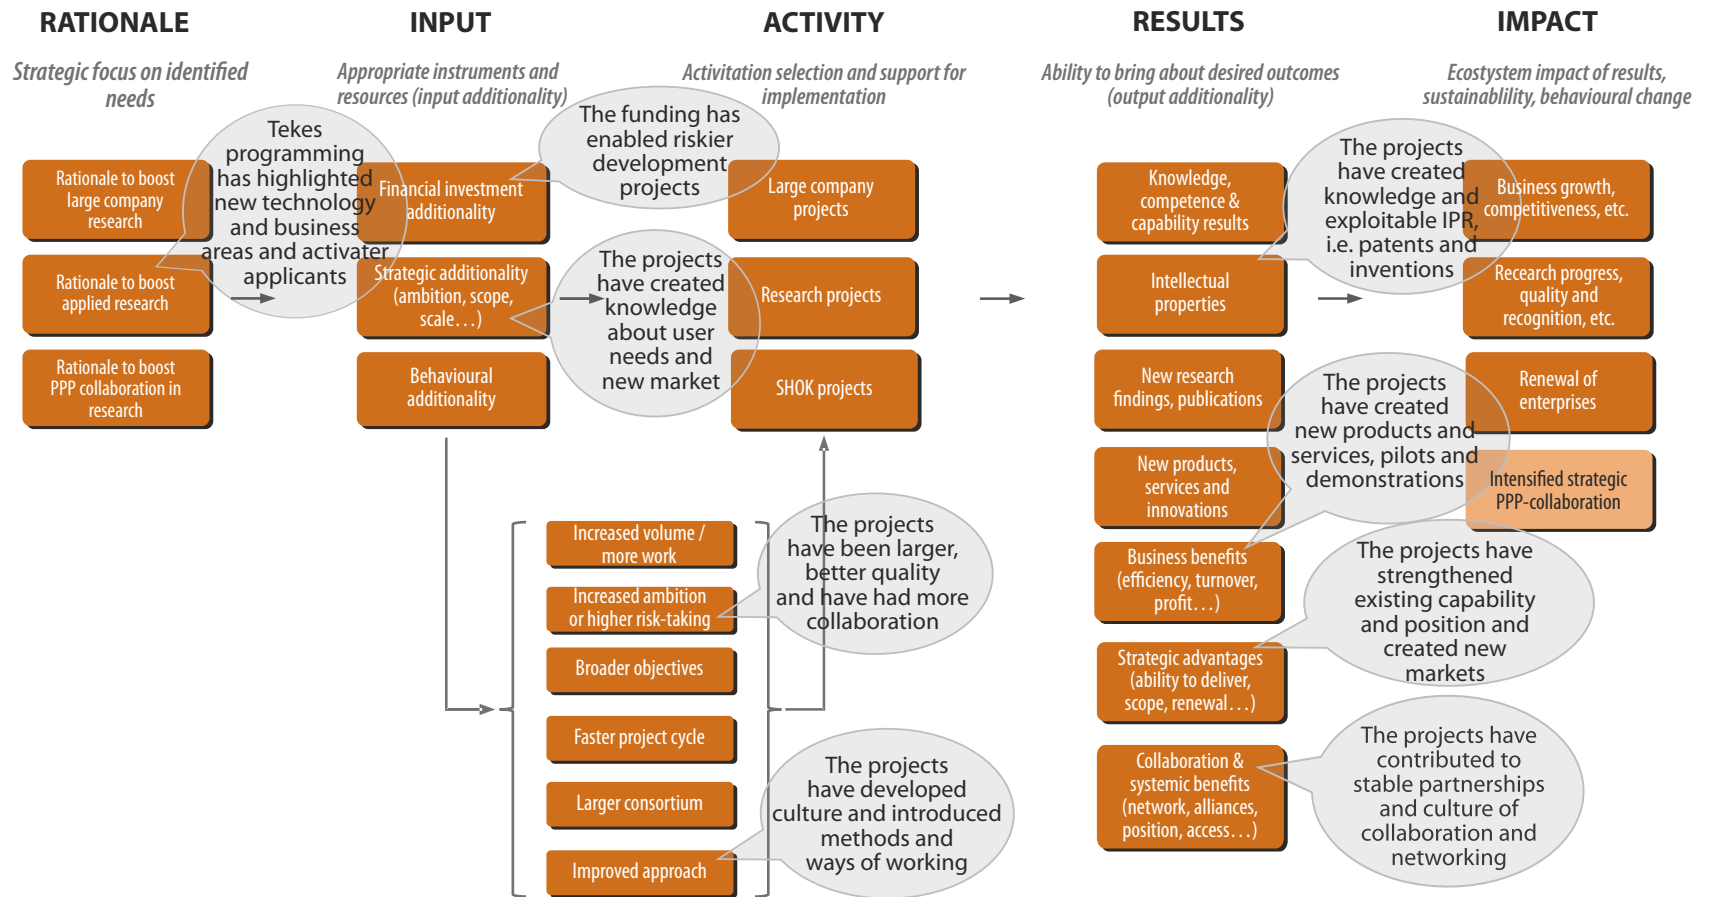 RATIONALE
Strategic focus on identified
needs
Rationale to boost
large company
research
Rationale to boost
applied research
Rationale to boost
PPP collaboration in
research
Tekes
programming
has highlighted
new technology
and business
areas and activater
applicants
INPUT
Appropriate instruments and
resources (input additionality)
Financial investment
additionality
Strategic additionality
(ambition, scope,
scale...)
Behavioural
additionality
The funding has
enabled riskier
development
projects
The projects
have created
knowledge
about user
needs and
new market
Increased volume /
more work
Increased ambition
or higher risk-taking
Broader objectives
Faster project cycle
Larger consortium
Improved approach
The projects
have been larger,
better quality
and have had more
collaboration
The projects
have developed
culture and introduced
methods and
ways of working
ACTIVITY
Activitation selection and support for
implementation
Large company
projects
Research projects
SHOK projects
RESULTS
Ability to bring about desired outcomes
(output additionality)
Knowledge,
competence &
capability results
Intellectual
properties
New research
findings, publications
New products,
services and
innovations
Business benefits
(efficiency, turnover,
profit...)
Strategic advantages
(ability to deliver,
scope, renewal...)
Collaboration &
systemic benefits
(network, alliances,
position, access...)
The projects
have created
knowledge and
exploitable IPR,
i.e. patents and
inventions
The projects
have created
new products and
services, pilots and
demonstrations
The projects have
strengthened
existing capability
and position and
created new
markets
The projects have
contributed to
stable partnerships
and culture of
collaboration and
networking
IMPACT
Ecostystem impact of results,
sustainablility, behavioural change
Business growth,
competitiveness, etc.
Recearch progress,
quality and
recognition, etc.
Renewal of
enterprises
Intensified strategic
PPP-collaboration